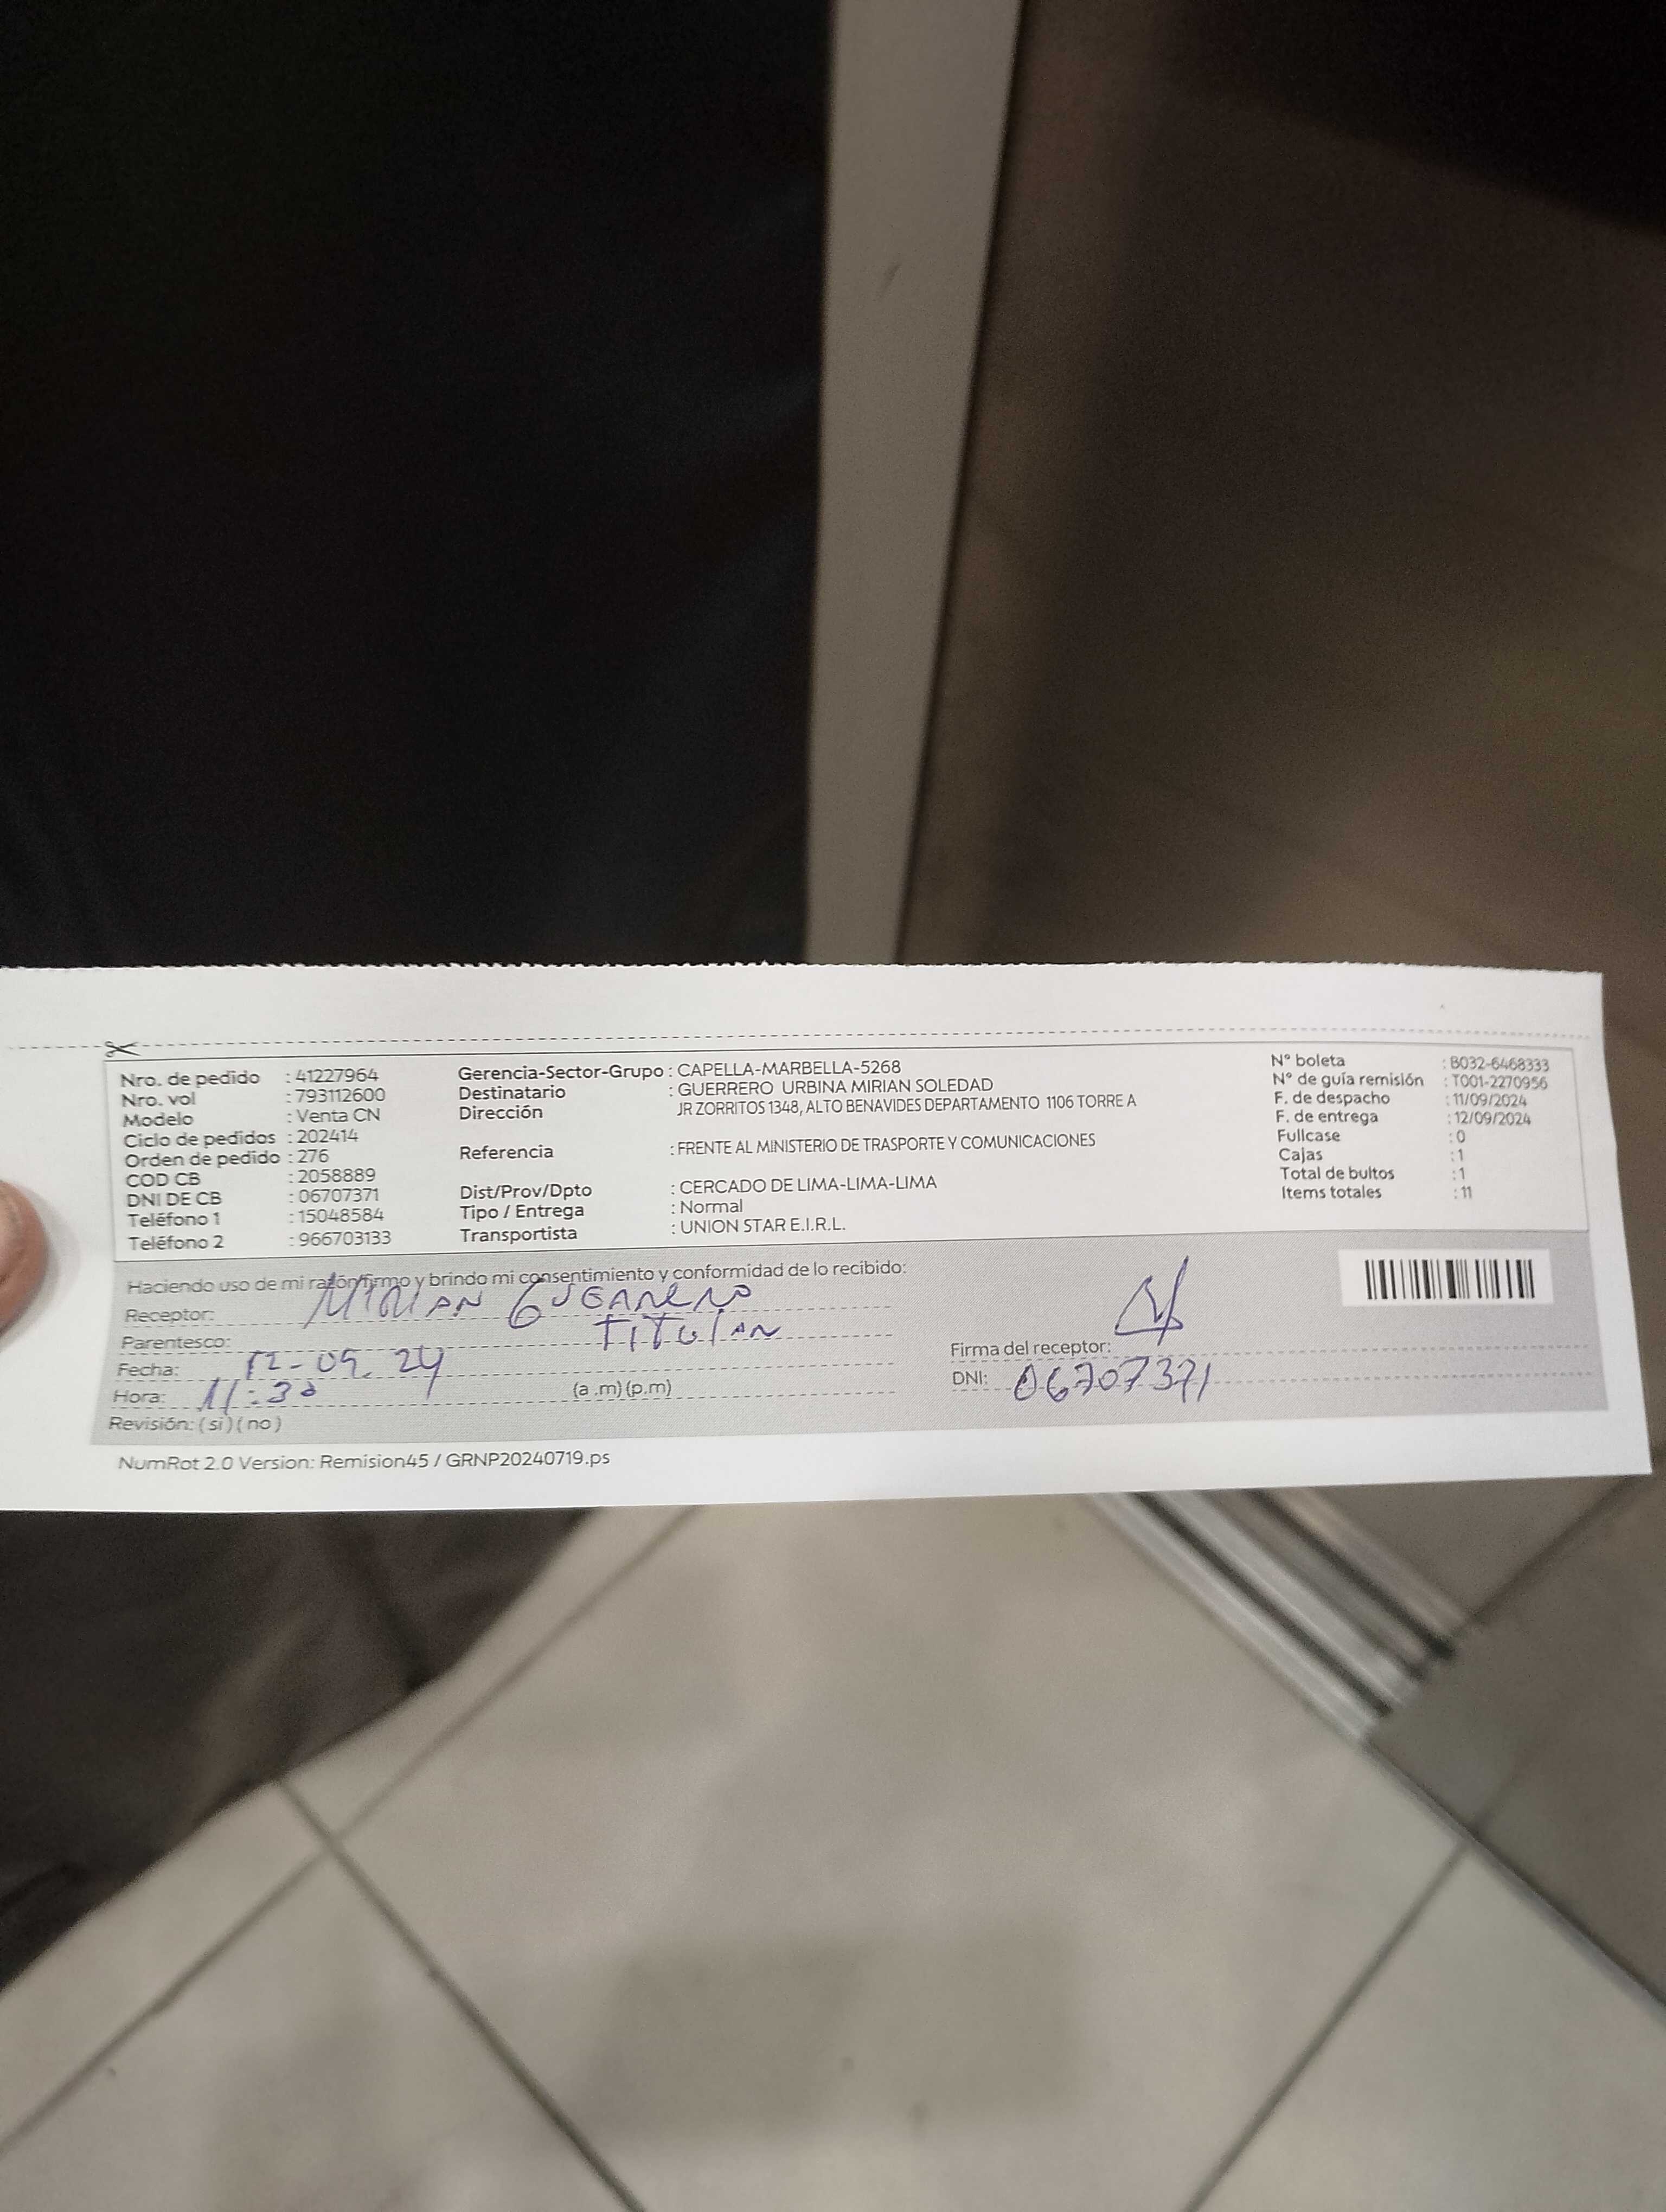 Nro. de pedido : 41227964
Nro. vol : 793112600
Modelo : Venta CN
Ciclo de pedidos : 202414
Orden de pedido : 276
COD CB : 2058889
DNI DE CB : 06707371
Teléfono 1 : 15048584
Teléfono 2 : 966703133
Gerencia-Sector-Grupo : CAPELLA-MARBELLA-5268
Destinatario : GUERRERO URBINA MIRIAN SOLEDAD
Dirección JR ZORRITOS 1348, ALTO BENAVIDES DEPARTAMENTO 1106 TORRE A
Referencia : FRENTE AL MINISTERIO DE TRASPORTE Y COMUNICACIONES
Dist/Prov/Dpto : CERCADO DE LIMA-LIMA-LIMA
Tipo / Entrega : Normal
Transportista : UNION STAR E.I.R.L.
N° boleta : B032-6468333
N° de guía remisión : T001-2270956
F. de despacho : 11/09/2024
F. de entrega : 12/09/2024
Fullcase : 0
Cajas : 1
Total de bultos : 1
Items totales : 11
Haciendo uso de mi razón firmo y brindo mi consentimiento y conformidad de lo recibido:
Receptor: MIRIAN GUERRERO
Parentesco: TITULAR
Fecha: 12-09.24
Hora: 11:30 (a .m) (p.m)
Revisión: ( si ) ( no )
Firma del receptor:
DNI: 06707371
NumRot 2.0 Version: Remision45 / GRNP20240719.ps